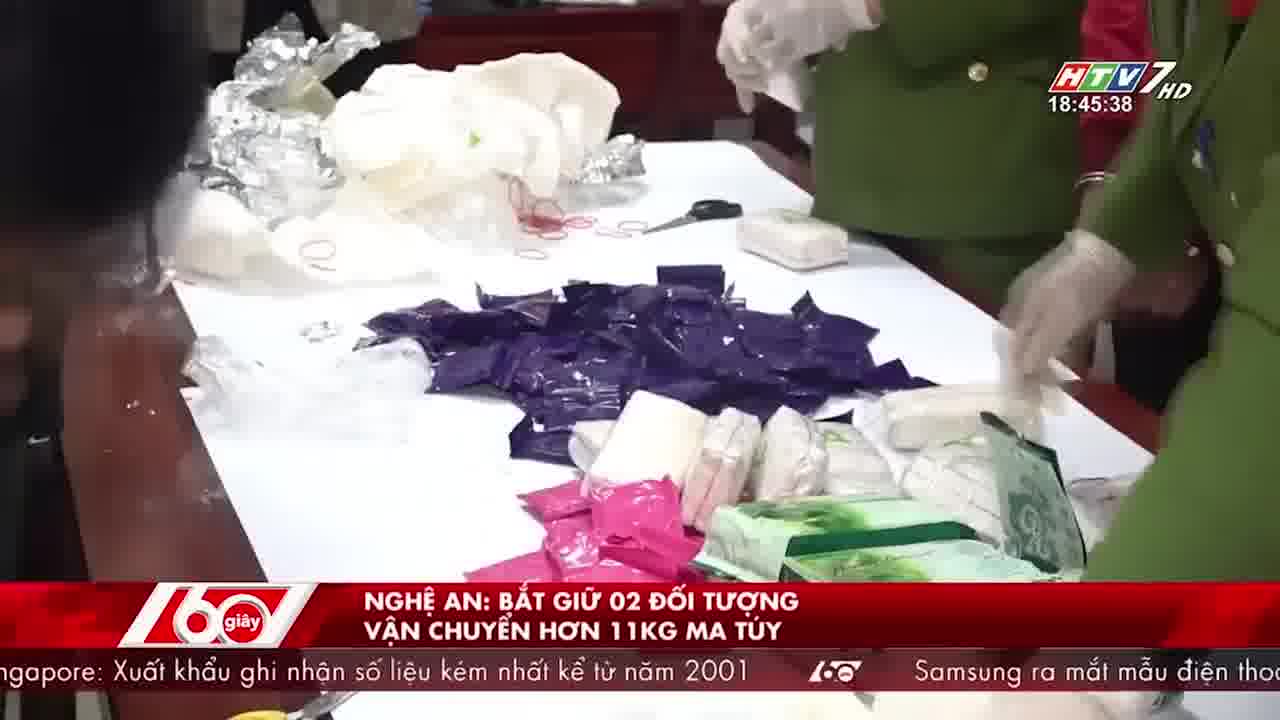 HTV7 HD
18:45:38
60 giây
NGHỆ AN: BẮT GIỮ 02 ĐỐI TƯỢNG
VẬN CHUYỂN HƠN 11KG MA TÚY
ngapore: Xuất khẩu ghi nhận số liệu kém nhất kể từ năm 2001 60 Samsung ra mắt mẫu điện thoạ